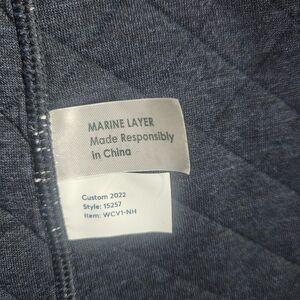 MARINE LAYER
Made Responsibly
in China
Custom 2022
Style: 15257
Item: WCV1-NH